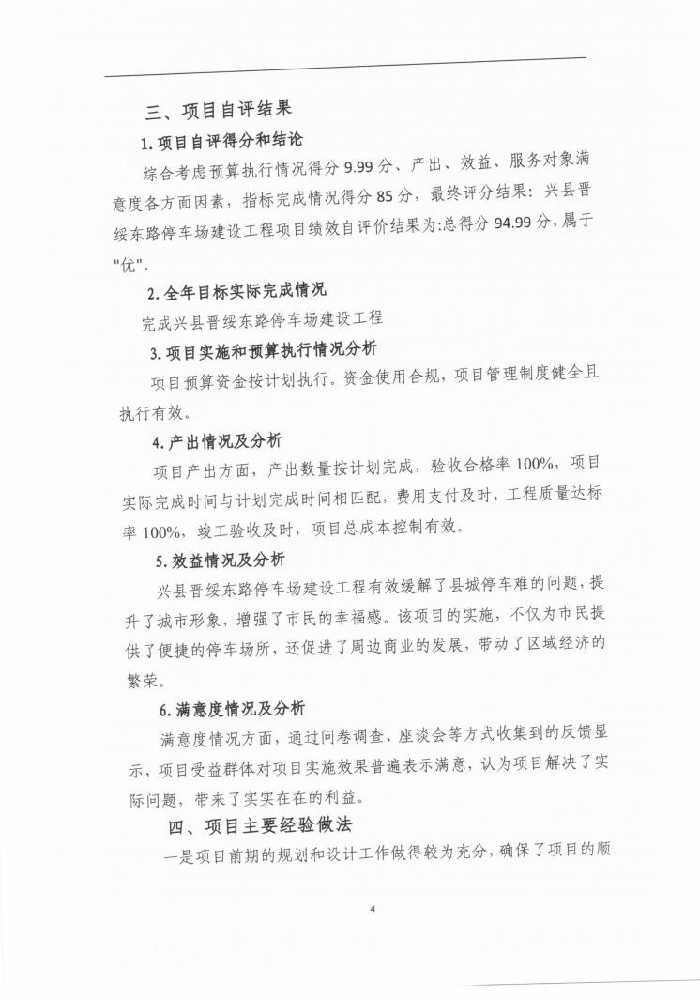 三、项目自评结果
1.项目自评得分和结论
综合考虑预算执行情况得分 9.99 分、产出、效益、服务对象满
意度各方面因素，指标完成情况得分 85 分，最终评分结果：兴县晋
绥东路停车场建设工程项目绩效自评价结果为:总得分 94.99 分，属于
"优"。
2.全年目标实际完成情况
完成兴县晋绥东路停车场建设工程
3.项目实施和预算执行情况分析
项目预算资金按计划执行。资金使用合规，项目管理制度健全且
执行有效。
4.产出情况及分析
项目产出方面，产出数量按计划完成，验收合格率 100%，项目
实际完成时间与计划完成时间相匹配，费用支付及时，工程质量达标
率 100%，竣工验收及时，项目总成本控制有效。
5.效益情况及分析
兴县晋绥东路停车场建设工程有效缓解了县城停车难的问题，提
升了城市形象，增强了市民的幸福感。该项目的实施，不仅为市民提
供了便捷的停车场所，还促进了周边商业的发展，带动了区域经济的
繁荣。
6.满意度情况及分析
满意度情况方面，通过问卷调查、座谈会等方式收集到的反馈显
示，项目受益群体对项目实施效果普遍表示满意，认为项目解决了实
际问题，带来了实实在在的利益。
四、项目主要经验做法
一是项目前期的规划和设计工作做得较为充分，确保了项目的顺
4